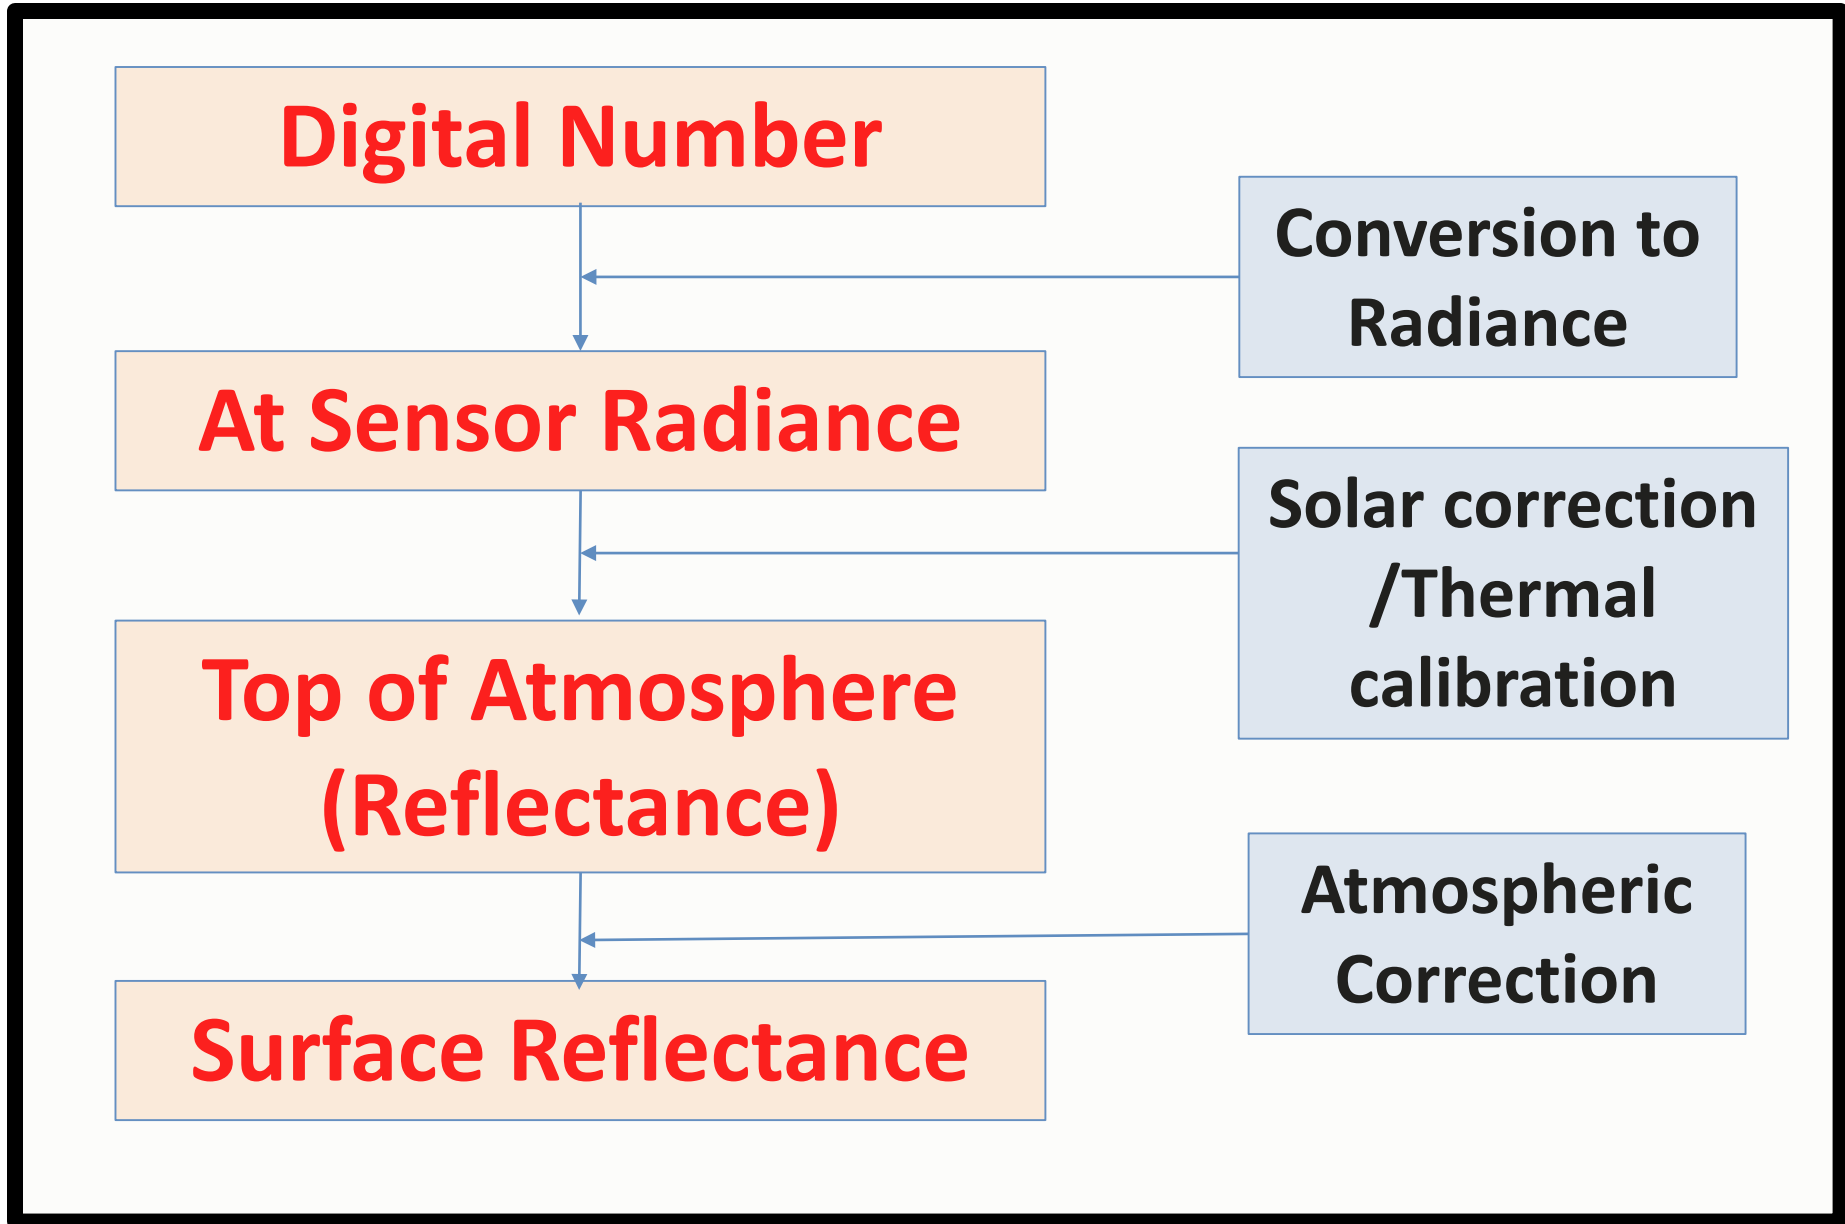 Digital Number
Conversion to
Radiance
At Sensor Radiance
Solar correction
/Thermal
calibration
Top of Atmosphere
(Reflectance)
Atmospheric
Correction
Surface Reflectance